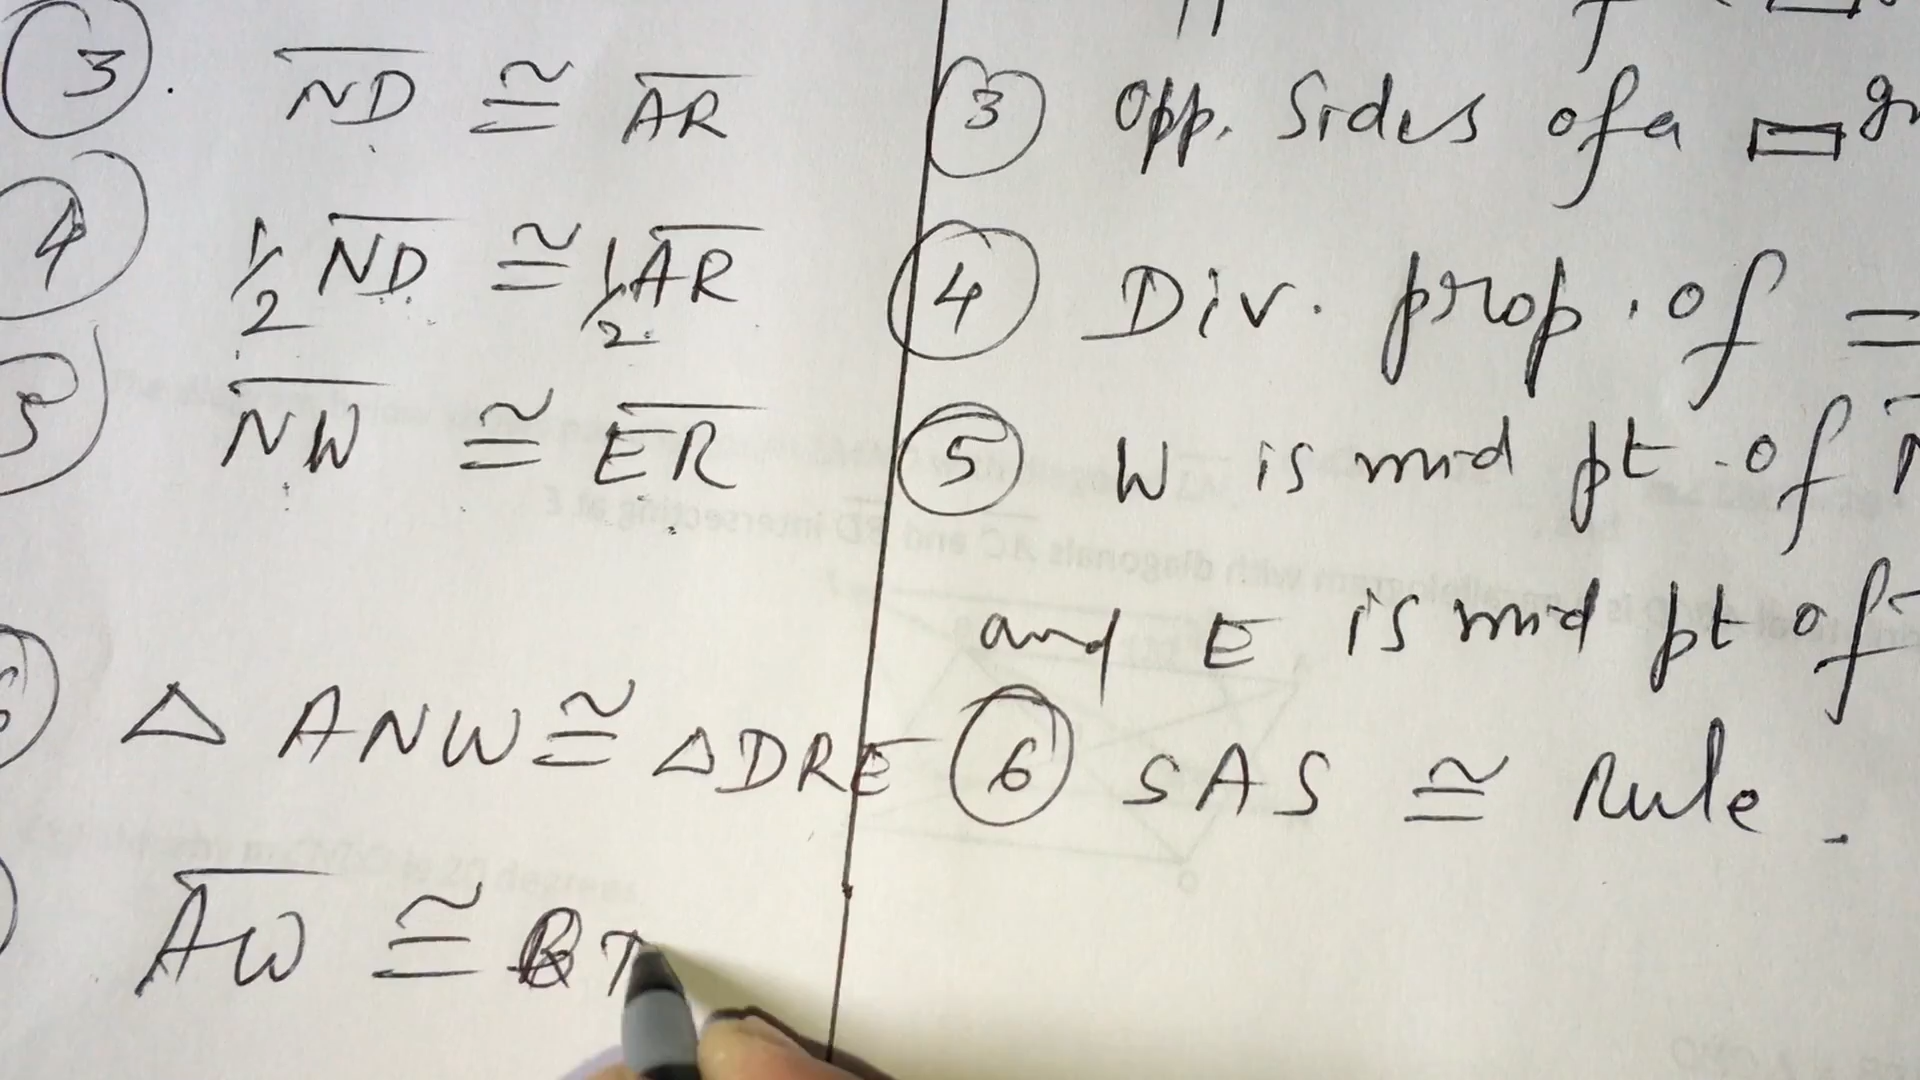 ③. ND ≅ AR ③ Opp. Sides of a ▭
④ 1/2 ND ≅ 1/2 AR ④ Div. prop. of =
⑤ NW ≅ ER ⑤ W is mid pt of
and E is mid pt of
⑥ △ ANW ≅ △DRE ⑥ SAS ≅ Rule.
AW ≅